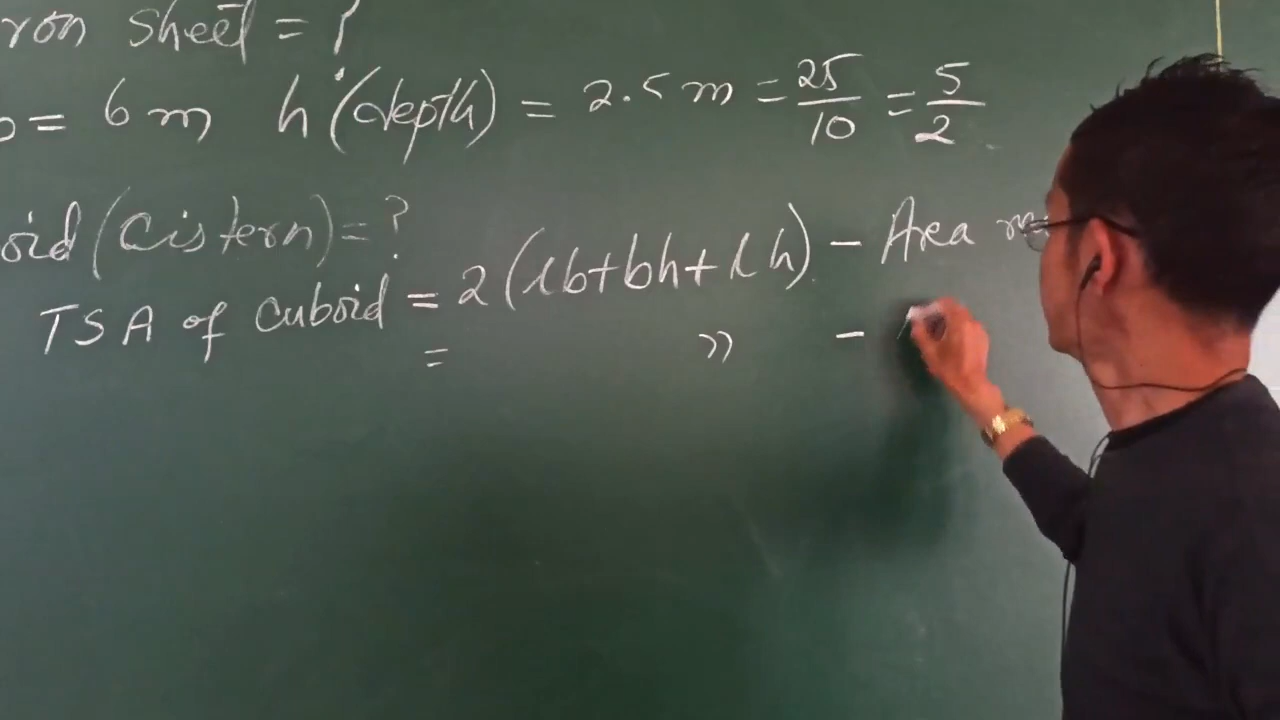 ron sheet = ?
b = 6 m h (depth) = 2.5 m = 25/10 = 5/2
oid (Cistern) = ?
TSA of cuboid = 2 (lb+bh+lh) - Area
= ” -